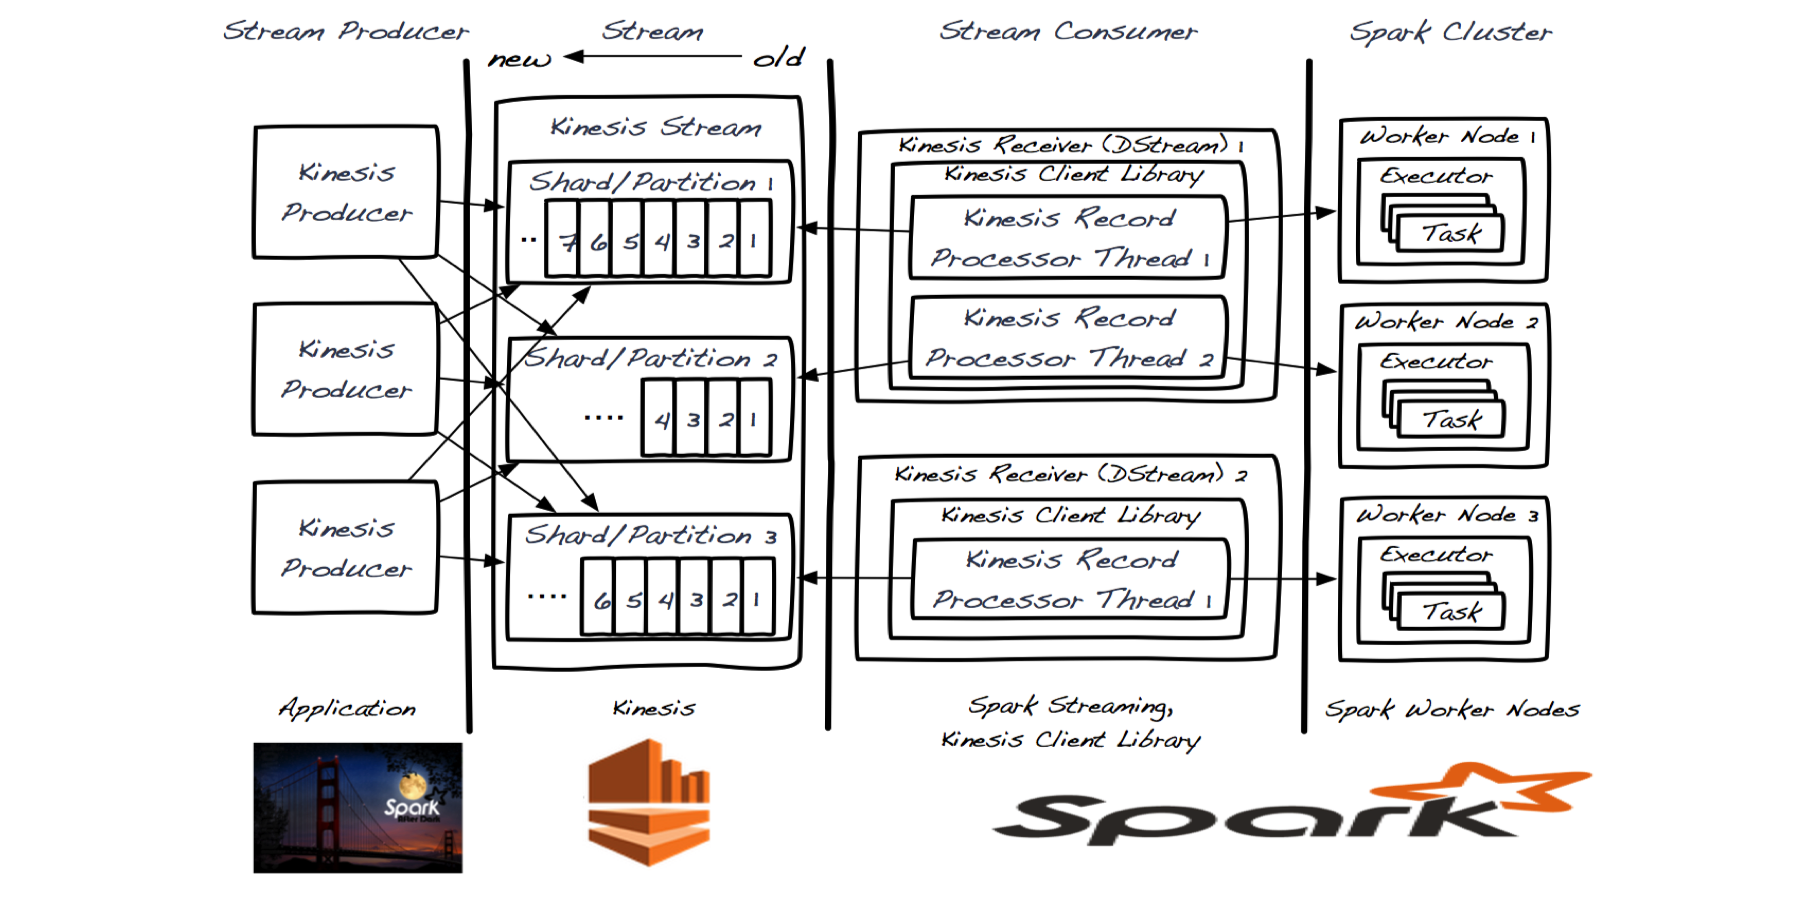 Stream Producer
Stream
Stream Consumer
Spark Cluster
new
old
Kinesis
Producer
Kinesis
Producer
Kinesis
Producer
Kinesis Stream
Shard/Partition 1
.. 7 6 5 4 3 2 1
Shard/Partition 2
.... 4 3 2 1
Shard/Partition 3
.... 6 5 4 3 2 1
Kinesis Receiver (DStream) 1
Kinesis Client Library
Kinesis Record
Processor Thread 1
Kinesis Record
Processor Thread 2
Kinesis Receiver (DStream) 2
Kinesis Client Library
Kinesis Record
Processor Thread 1
Worker Node 1
Executor
Task
Worker Node 2
Executor
Task
Worker Node 3
Executor
Task
Application
Kinesis
Spark Streaming,
Kinesis Client Library
Spark Worker Nodes
Spark
After Dark
Spark